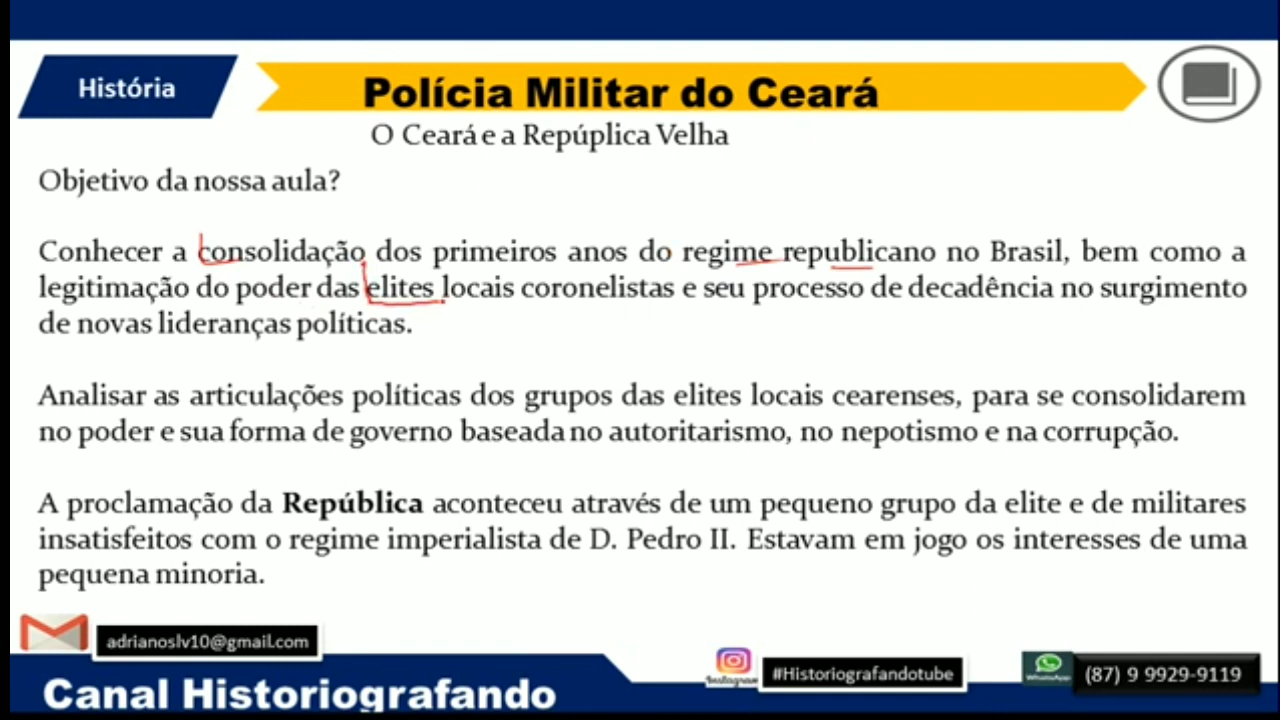 História
Polícia Militar do Ceará
O Ceará e a Repúplica Velha
Objetivo da nossa aula?
Conhecer a consolidação dos primeiros anos do regime republicano no Brasil, bem como a
legitimação do poder das elites locais coronelistas e seu processo de decadência no surgimento
de novas lideranças políticas.
Analisar as articulações políticas dos grupos das elites locais cearenses, para se consolidarem
no poder e sua forma de governo baseada no autoritarismo, no nepotismo e na corrupção.
A proclamação da República aconteceu através de um pequeno grupo da elite e de militares
insatisfeitos com o regime imperialista de D. Pedro II. Estavam em jogo os interesses de uma
pequena minoria.
adrianoslv10@gmail.com
Instagram
#Historiografandotube
WhatsApp
(87) 9 9929-9119
Canal Historiografando